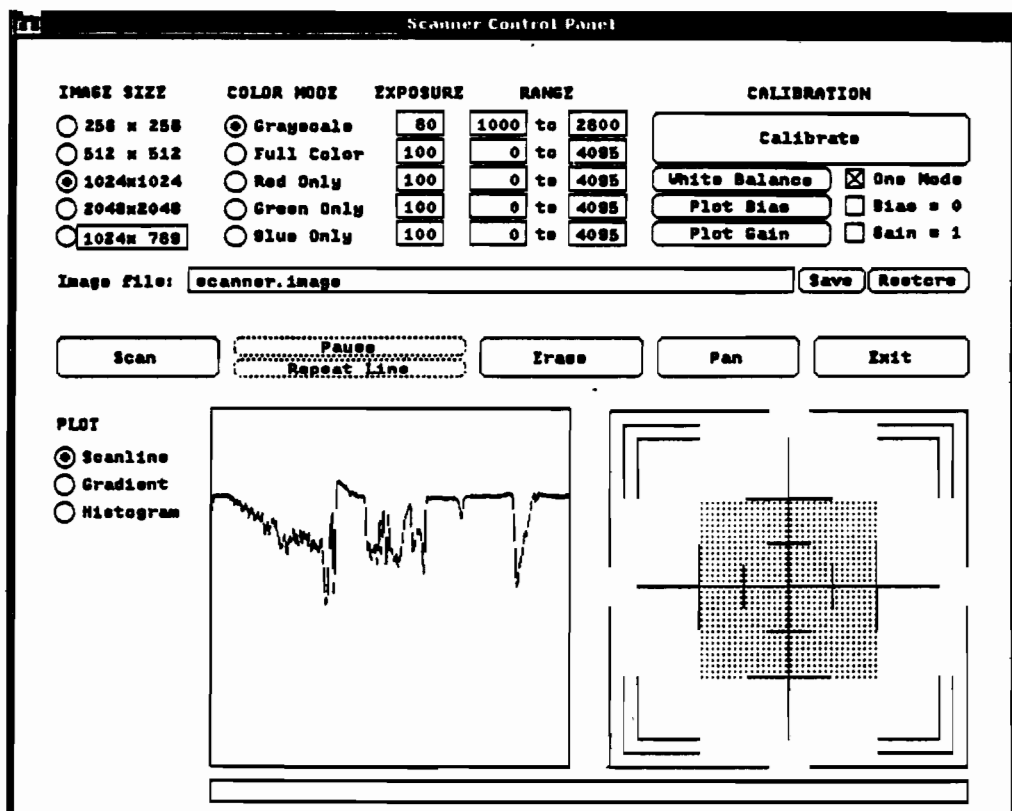 Scanner Control Panel
IMAGE SIZE COLOR MODE EXPOSURE RANGE CALIBRATION
256 x 256 Grayscale 80 1000 to 2800 Calibrate
512 x 512 Full Color 100 0 to 4095
1024x1024 Red Only 100 0 to 4095 White Balance One Mode
2048x2048 Green Only 100 0 to 4095 Plot Bias Bias = 0
1024x 768 Blue Only 100 0 to 4095 Plot Gain Gain = 1
Image file: scanner.image Save Restore
Scan Pause Erase Pan Exit
Repeat Line
PLOT
Scanline
Gradient
Histogram